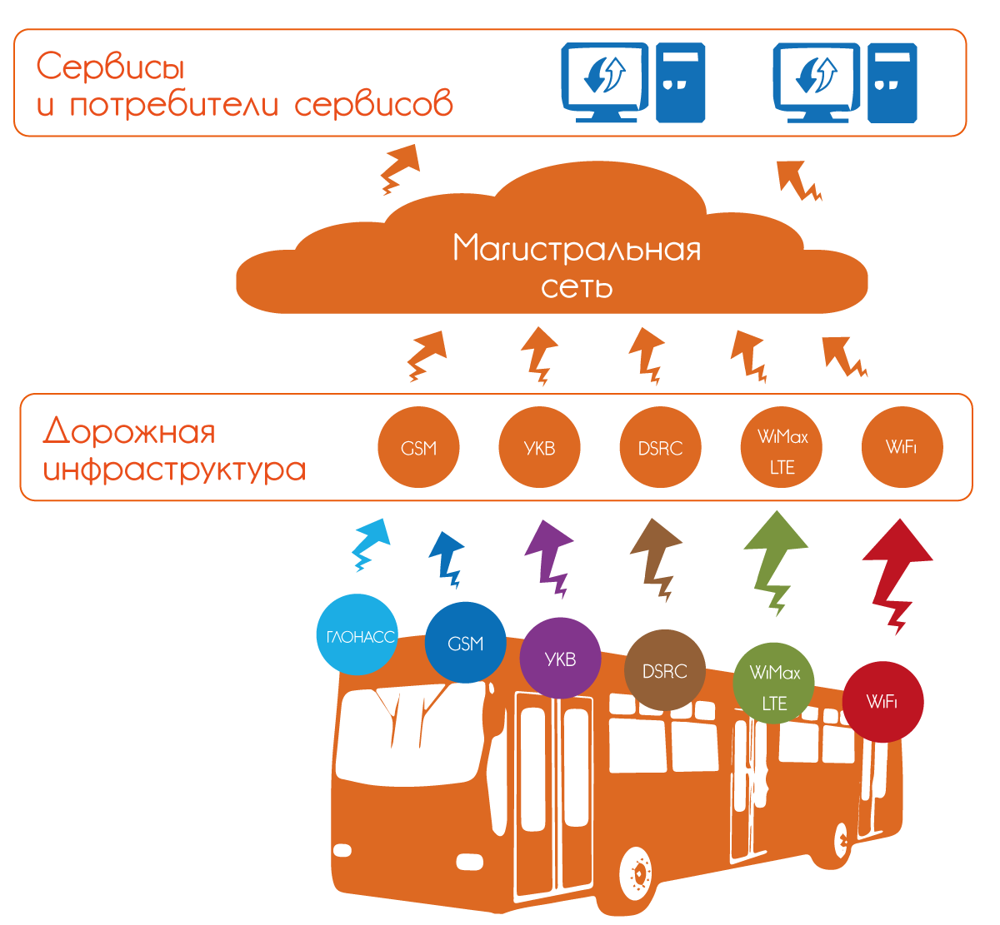 Сервисы
и потребители сервисов
Магистральная
сеть
Дорожная
инфраструктура
GSM
УКВ
DSRC
WiMax
LTE
WiFi
ГЛОНАСС
GSM
УКВ
DSRC
WiMax
LTE
WiFi